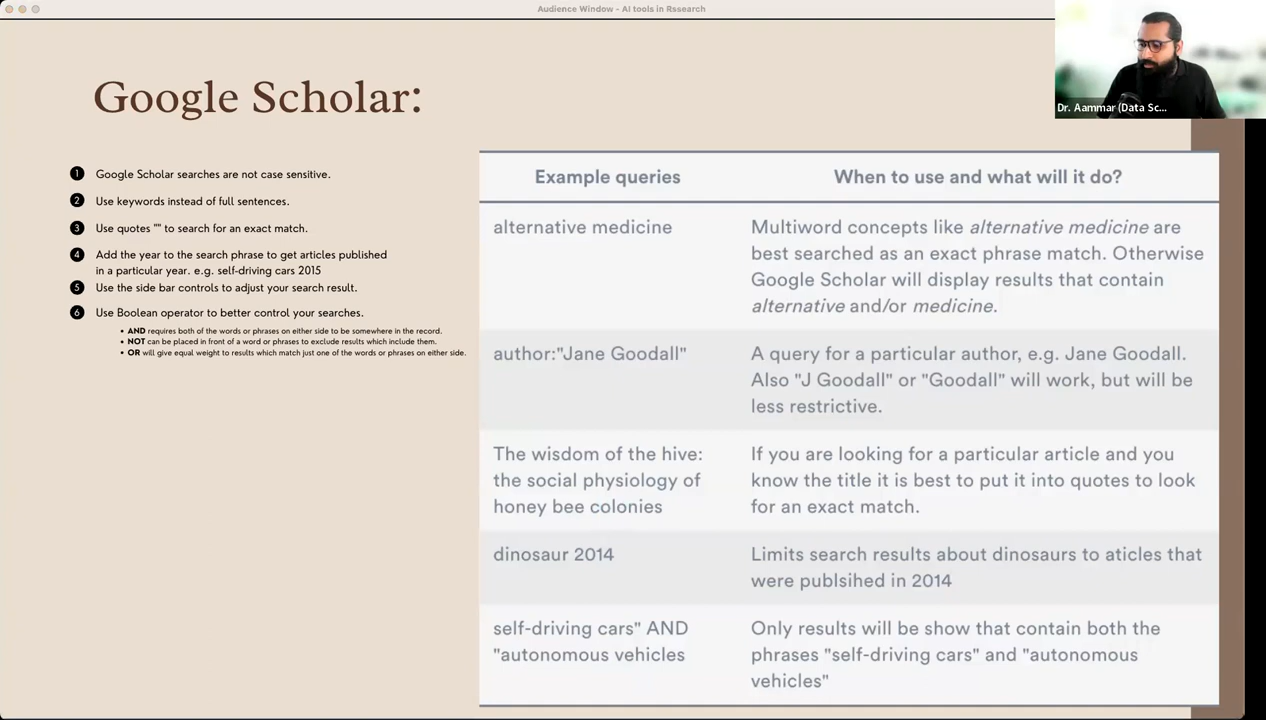 Audience Window - AI tools in Rssearch
Dr. Aammar (Data Sc...
Google Scholar:
1 Google Scholar searches are not case sensitive.
2 Use keywords instead of full sentences.
3 Use quotes "" to search for an exact match.
4 Add the year to the search phrase to get articles published
in a particular year. e.g. self-driving cars 2015
5 Use the side bar controls to adjust your search result.
6 Use Boolean operator to better control your searches.
• AND requires both of the words or phrases on either side to be somewhere in the record.
• NOT can be placed in front of a word or phrases to exclude results which include them.
• OR will give equal weight to results which match just one of the words or phrases on either side.
Example queries
When to use and what will it do?
alternative medicine
Multiword concepts like alternative medicine are
best searched as an exact phrase match. Otherwise
Google Scholar will display results that contain
alternative and/or medicine.
author:"Jane Goodall"
A query for a particular author, e.g. Jane Goodall.
Also "J Goodall" or "Goodall" will work, but will be
less restrictive.
The wisdom of the hive:
the social physiology of
honey bee colonies
If you are looking for a particular article and you
know the title it is best to put it into quotes to look
for an exact match.
dinosaur 2014
Limits search results about dinosaurs to aticles that
were publsihed in 2014
self-driving cars" AND
"autonomous vehicles
Only results will be show that contain both the
phrases "self-driving cars" and "autonomous
vehicles"